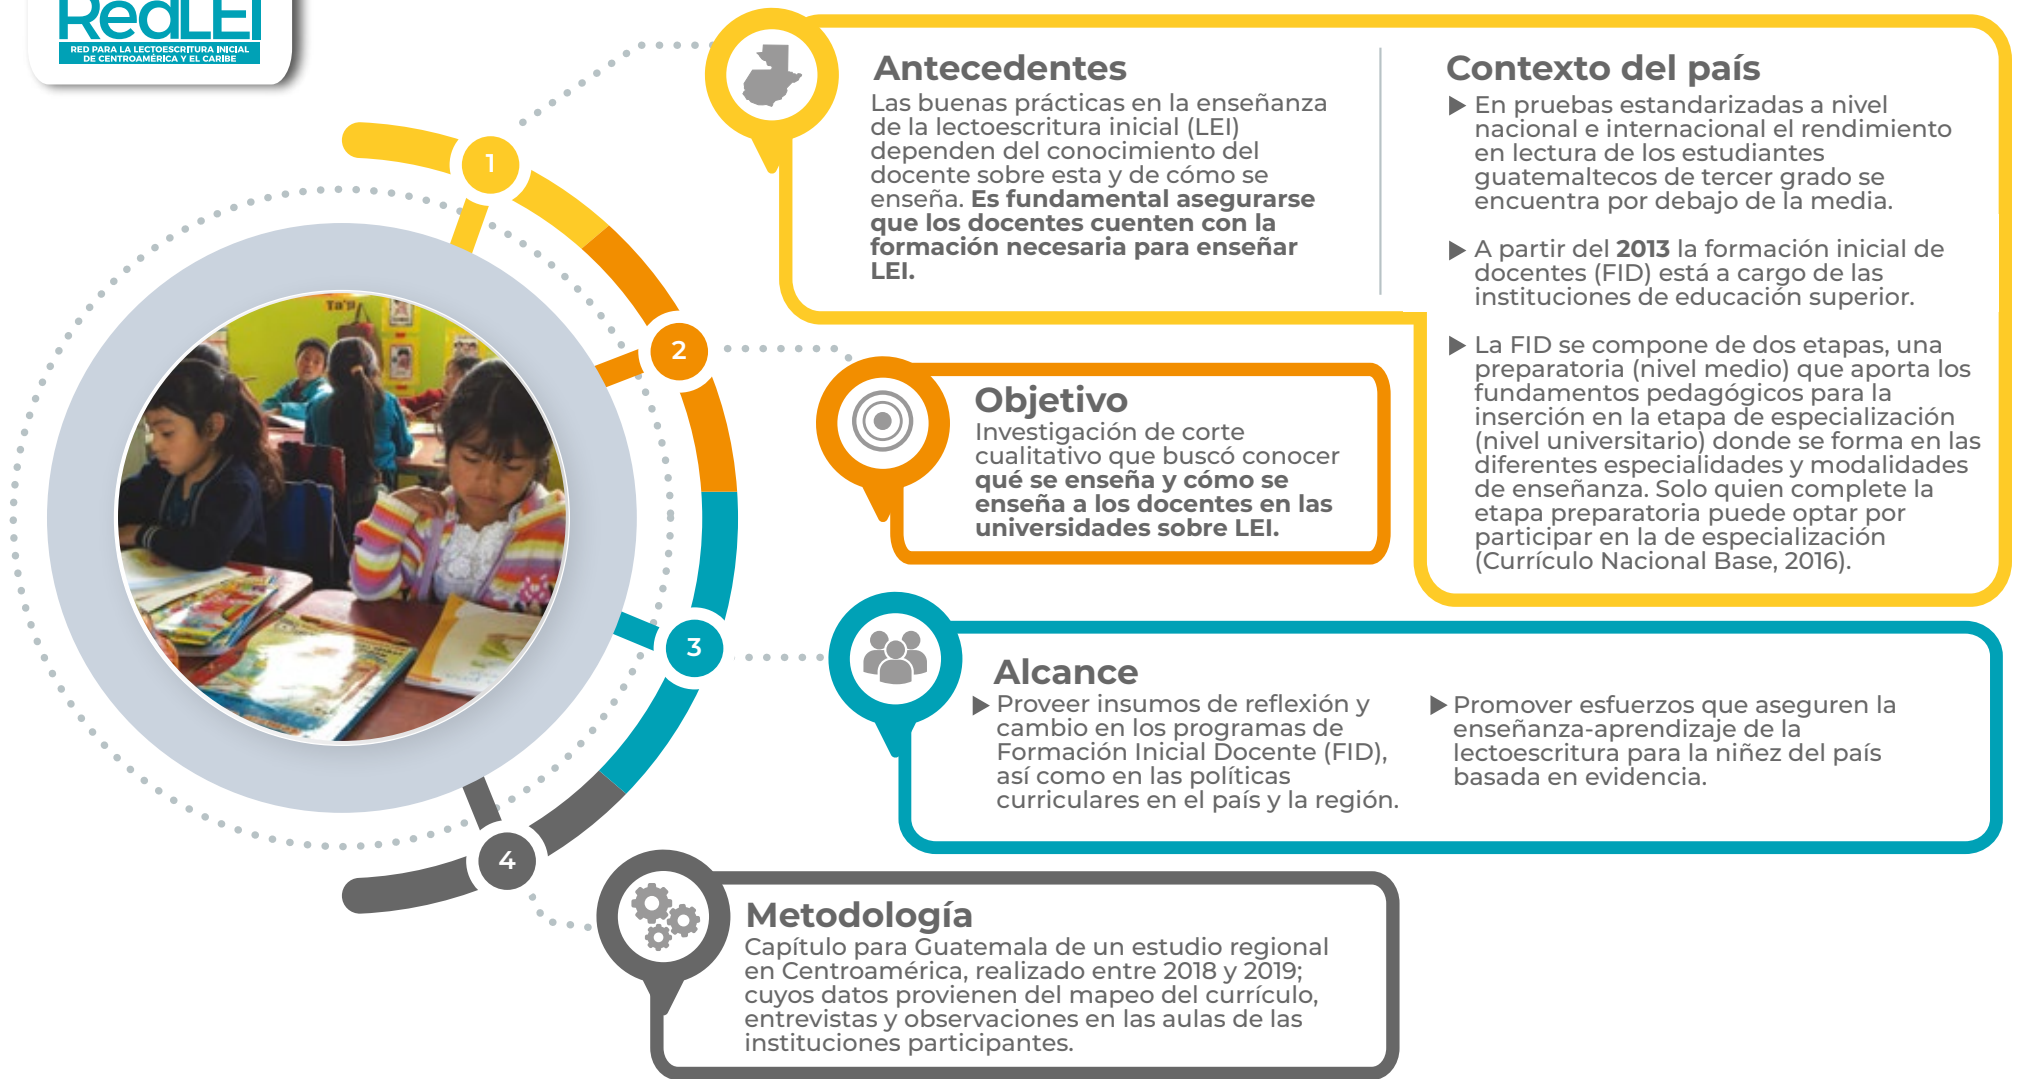 RedLEI
RED PARA LA LECTOESCRITURA INICIAL
DE CENTROAMÉRICA Y EL CARIBE
1
Antecedentes
Las buenas prácticas en la enseñanza
de la lectoescritura inicial (LEI)
dependen del conocimiento del
docente sobre esta y de cómo se
enseña. Es fundamental asegurarse
que los docentes cuenten con la
formación necesaria para enseñar
LEI.
Contexto del país
▶ En pruebas estandarizadas a nivel
nacional e internacional el rendimiento
en lectura de los estudiantes
guatemaltecos de tercer grado se
encuentra por debajo de la media.
▶ A partir del 2013 la formación inicial de
docentes (FID) está a cargo de las
instituciones de educación superior.
▶ La FID se compone de dos etapas, una
preparatoria (nivel medio) que aporta los
fundamentos pedagógicos para la
inserción en la etapa de especialización
(nivel universitario) donde se forma en las
diferentes especialidades y modalidades
de enseñanza. Solo quien complete la
etapa preparatoria puede optar por
participar en la de especialización
(Currículo Nacional Base, 2016).
2
Objetivo
Investigación de corte
cualitativo que buscó conocer
qué se enseña y cómo se
enseña a los docentes en las
universidades sobre LEI.
3
Alcance
▶ Proveer insumos de reflexión y
cambio en los programas de
Formación Inicial Docente (FID),
así como en las políticas
curriculares en el país y la región.
▶ Promover esfuerzos que aseguren la
enseñanza-aprendizaje de la
lectoescritura para la niñez del país
basada en evidencia.
4
Metodología
Capítulo para Guatemala de un estudio regional
en Centroamérica, realizado entre 2018 y 2019;
cuyos datos provienen del mapeo del currículo,
entrevistas y observaciones en las aulas de las
instituciones participantes.